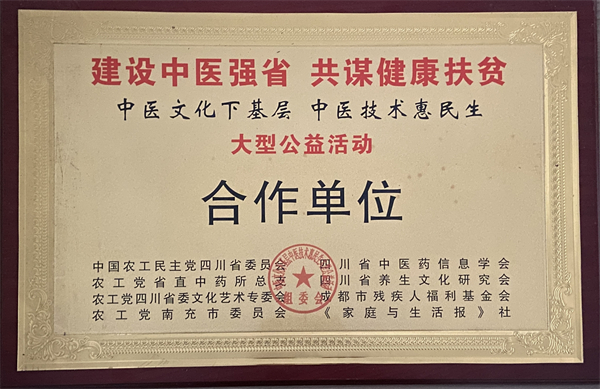 建设中医强省 共谋健康扶贫
中医文化下基层 中医技术惠民生
大型公益活动
合作单位
中国农工民主党四川省委员会
农工党省直中药所总支
农工党四川省委文化艺术专委会
农工党南充市委员会
四川省中医药信息学会
四川省养生文化研究会
成都市残疾人福利基金会
《家庭与生活报》社
组委会